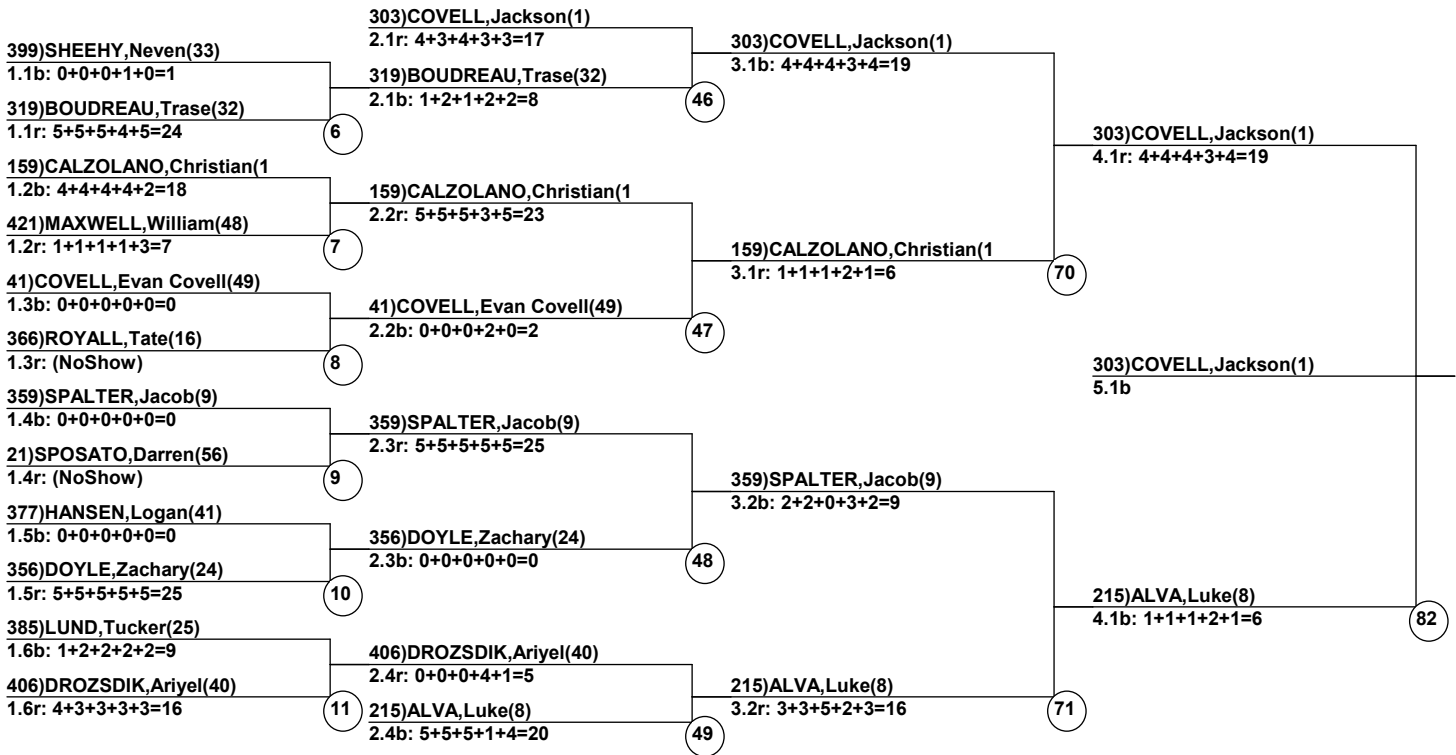 399)SHEEHY,Neven(33)
1.1b: 0+0+0+1+0=1
319)BOUDREAU,Trase(32)
1.1r: 5+5+5+4+5=24
6
159)CALZOLANO,Christian(1
1.2b: 4+4+4+4+2=18
421)MAXWELL,William(48)
1.2r: 1+1+1+1+3=7
7
41)COVELL,Evan Covell(49)
1.3b: 0+0+0+0+0=0
366)ROYALL,Tate(16)
1.3r: (NoShow)
8
359)SPALTER,Jacob(9)
1.4b: 0+0+0+0+0=0
21)SPOSATO,Darren(56)
1.4r: (NoShow)
9
377)HANSEN,Logan(41)
1.5b: 0+0+0+0+0=0
356)DOYLE,Zachary(24)
1.5r: 5+5+5+5+5=25
10
385)LUND,Tucker(25)
1.6b: 1+2+2+2+2=9
406)DROZSDIK,Ariyel(40)
1.6r: 4+3+3+3+3=16
11
303)COVELL,Jackson(1)
2.1r: 4+3+4+3+3=17
319)BOUDREAU,Trase(32)
2.1b: 1+2+1+2+2=8
46
159)CALZOLANO,Christian(1
2.2r: 5+5+5+3+5=23
41)COVELL,Evan Covell(49)
2.2b: 0+0+0+2+0=2
47
359)SPALTER,Jacob(9)
2.3r: 5+5+5+5+5=25
356)DOYLE,Zachary(24)
2.3b: 0+0+0+0+0=0
48
406)DROZSDIK,Ariyel(40)
2.4r: 0+0+0+4+1=5
215)ALVA,Luke(8)
2.4b: 5+5+5+1+4=20
49
303)COVELL,Jackson(1)
3.1b: 4+4+4+3+4=19
159)CALZOLANO,Christian(1
3.1r: 1+1+1+2+1=6
70
359)SPALTER,Jacob(9)
3.2b: 2+2+0+3+2=9
215)ALVA,Luke(8)
3.2r: 3+3+5+2+3=16
71
303)COVELL,Jackson(1)
4.1r: 4+4+4+3+4=19
215)ALVA,Luke(8)
4.1b: 1+1+1+2+1=6
82
303)COVELL,Jackson(1)
5.1b